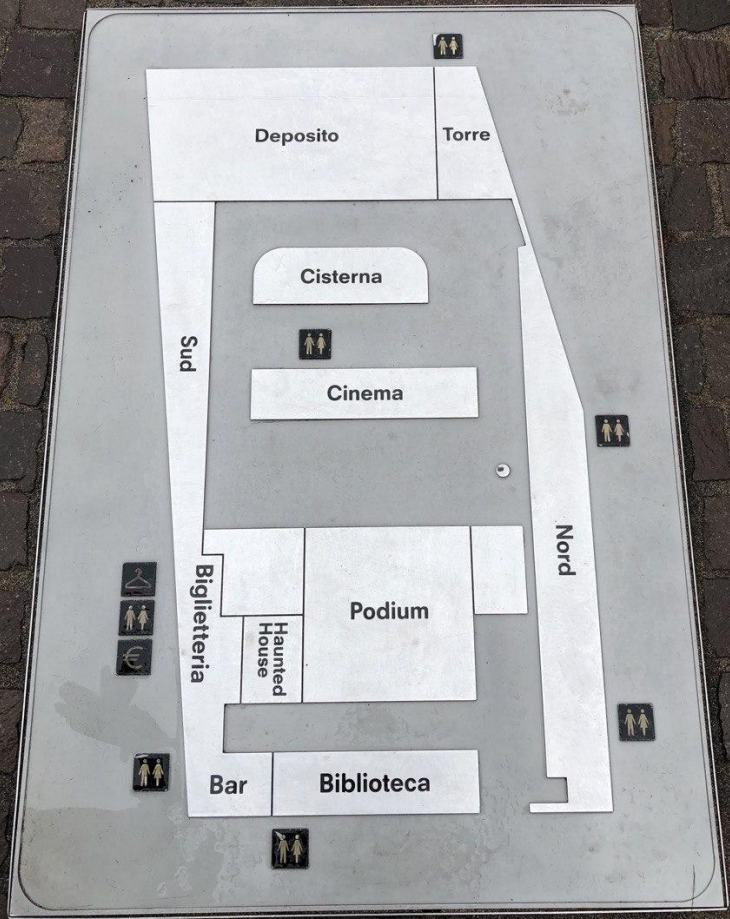 Deposito
Torre
Cisterna
Sud
Cinema
Nord
Biglietteria
Podium
Haunted
House
€
Bar
Biblioteca